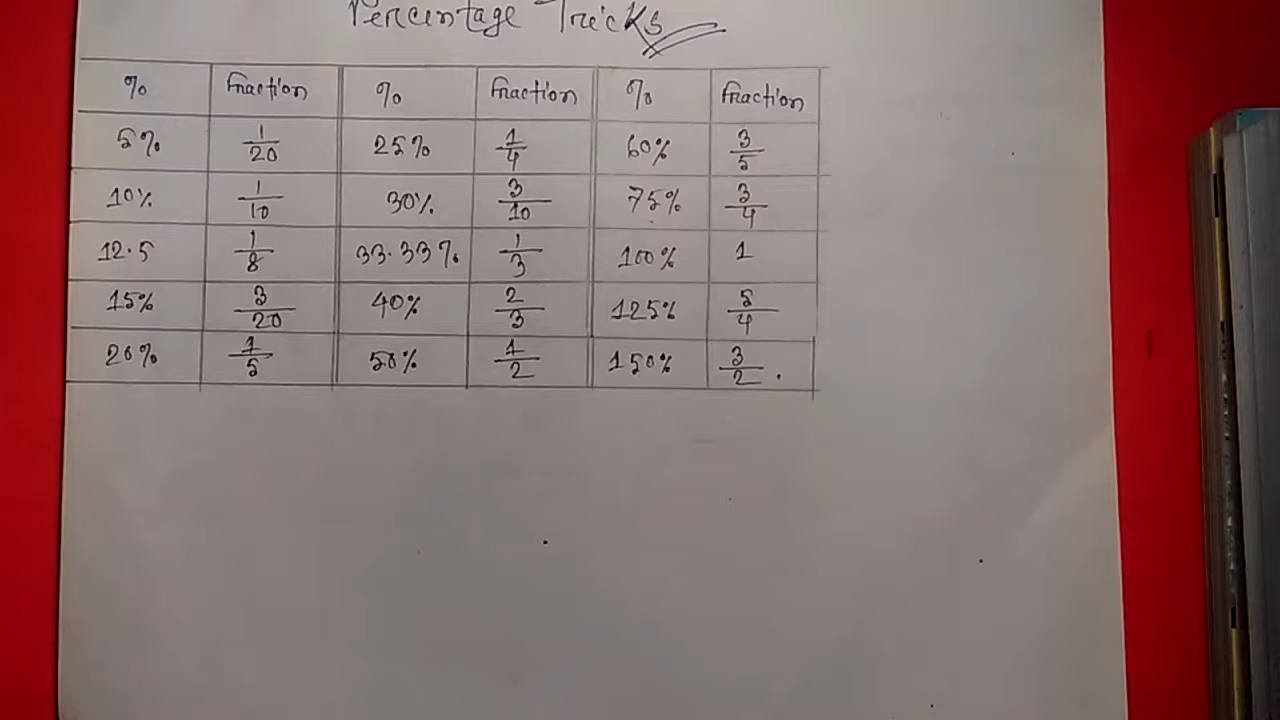 Percentage Tricks
% Fraction % Fraction % Fraction
5% 1/20 25% 1/4 60% 3/5
10% 1/10 30% 3/10 75% 3/4
12.5 1/8 33.33% 1/3 100% 1
15% 3/20 40% 2/3 125% 5/4
20% 1/5 50% 1/2 150% 3/2.